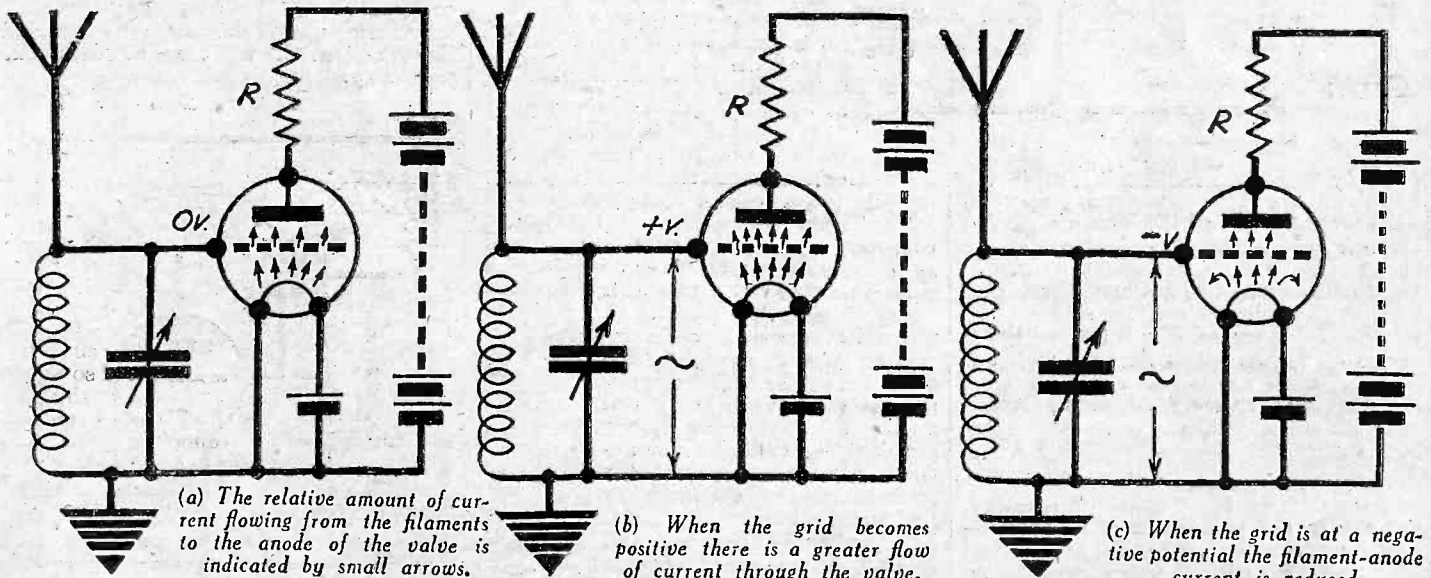 R
0v.
(a) The relative amount of cur-
rent flowing from the filaments
to the anode of the valve is
indicated by small arrows.
R
+v.
~
(b) When the grid becomes
positive there is a greater flow
of current through the valve.
R
-v
~
(c) When the grid is at a nega-
tive potential the filament-anode
current is reduced